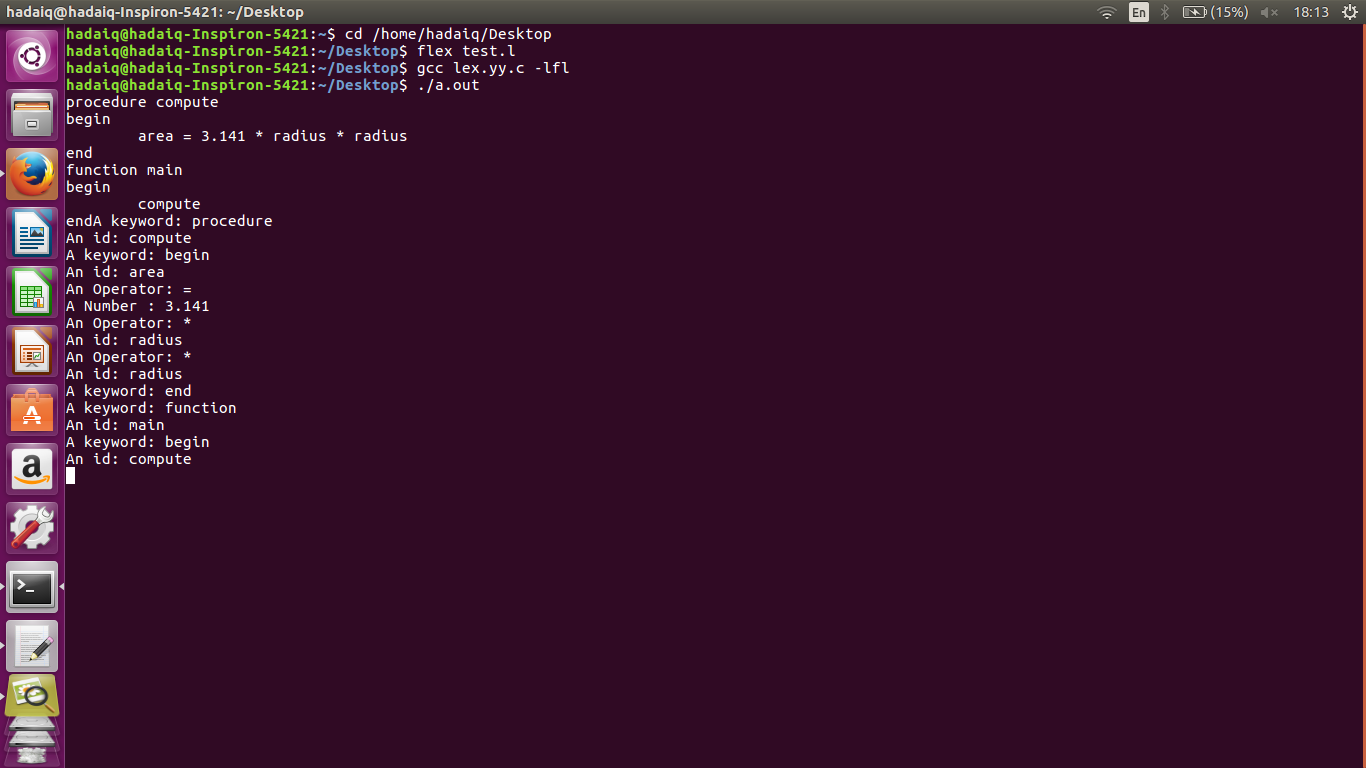 hadaiq@hadaiq-Inspiron-5421: ~/Desktop
En
(15%)
18:13
hadaiq@hadaiq-Inspiron-5421:~$ cd /home/hadaiq/Desktop
hadaiq@hadaiq-Inspiron-5421:~/Desktop$ flex test.l
hadaiq@hadaiq-Inspiron-5421:~/Desktop$ gcc lex.yy.c -lfl
hadaiq@hadaiq-Inspiron-5421:~/Desktop$ ./a.out
procedure compute
begin
        area = 3.141 * radius * radius
end
function main
begin
        compute
endA keyword: procedure
An id: compute
A keyword: begin
An id: area
An Operator: =
A Number : 3.141
An Operator: *
An id: radius
An Operator: *
An id: radius
A keyword: end
A keyword: function
An id: main
A keyword: begin
An id: compute